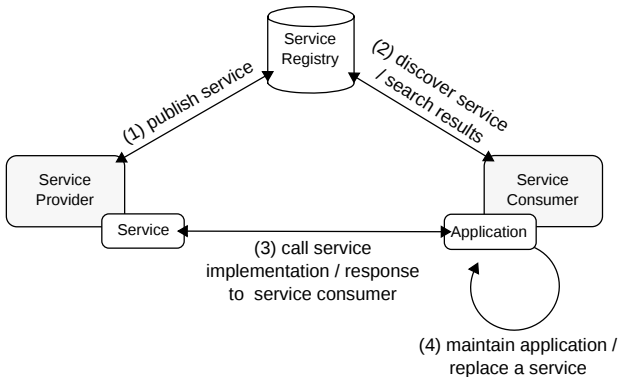 Service
Registry
(1) publish service
(2) discover service
/ search results
Service
Provider
Service
Consumer
Service
Application
(3) call service
implementation / response
to service consumer
(4) maintain application /
replace a service